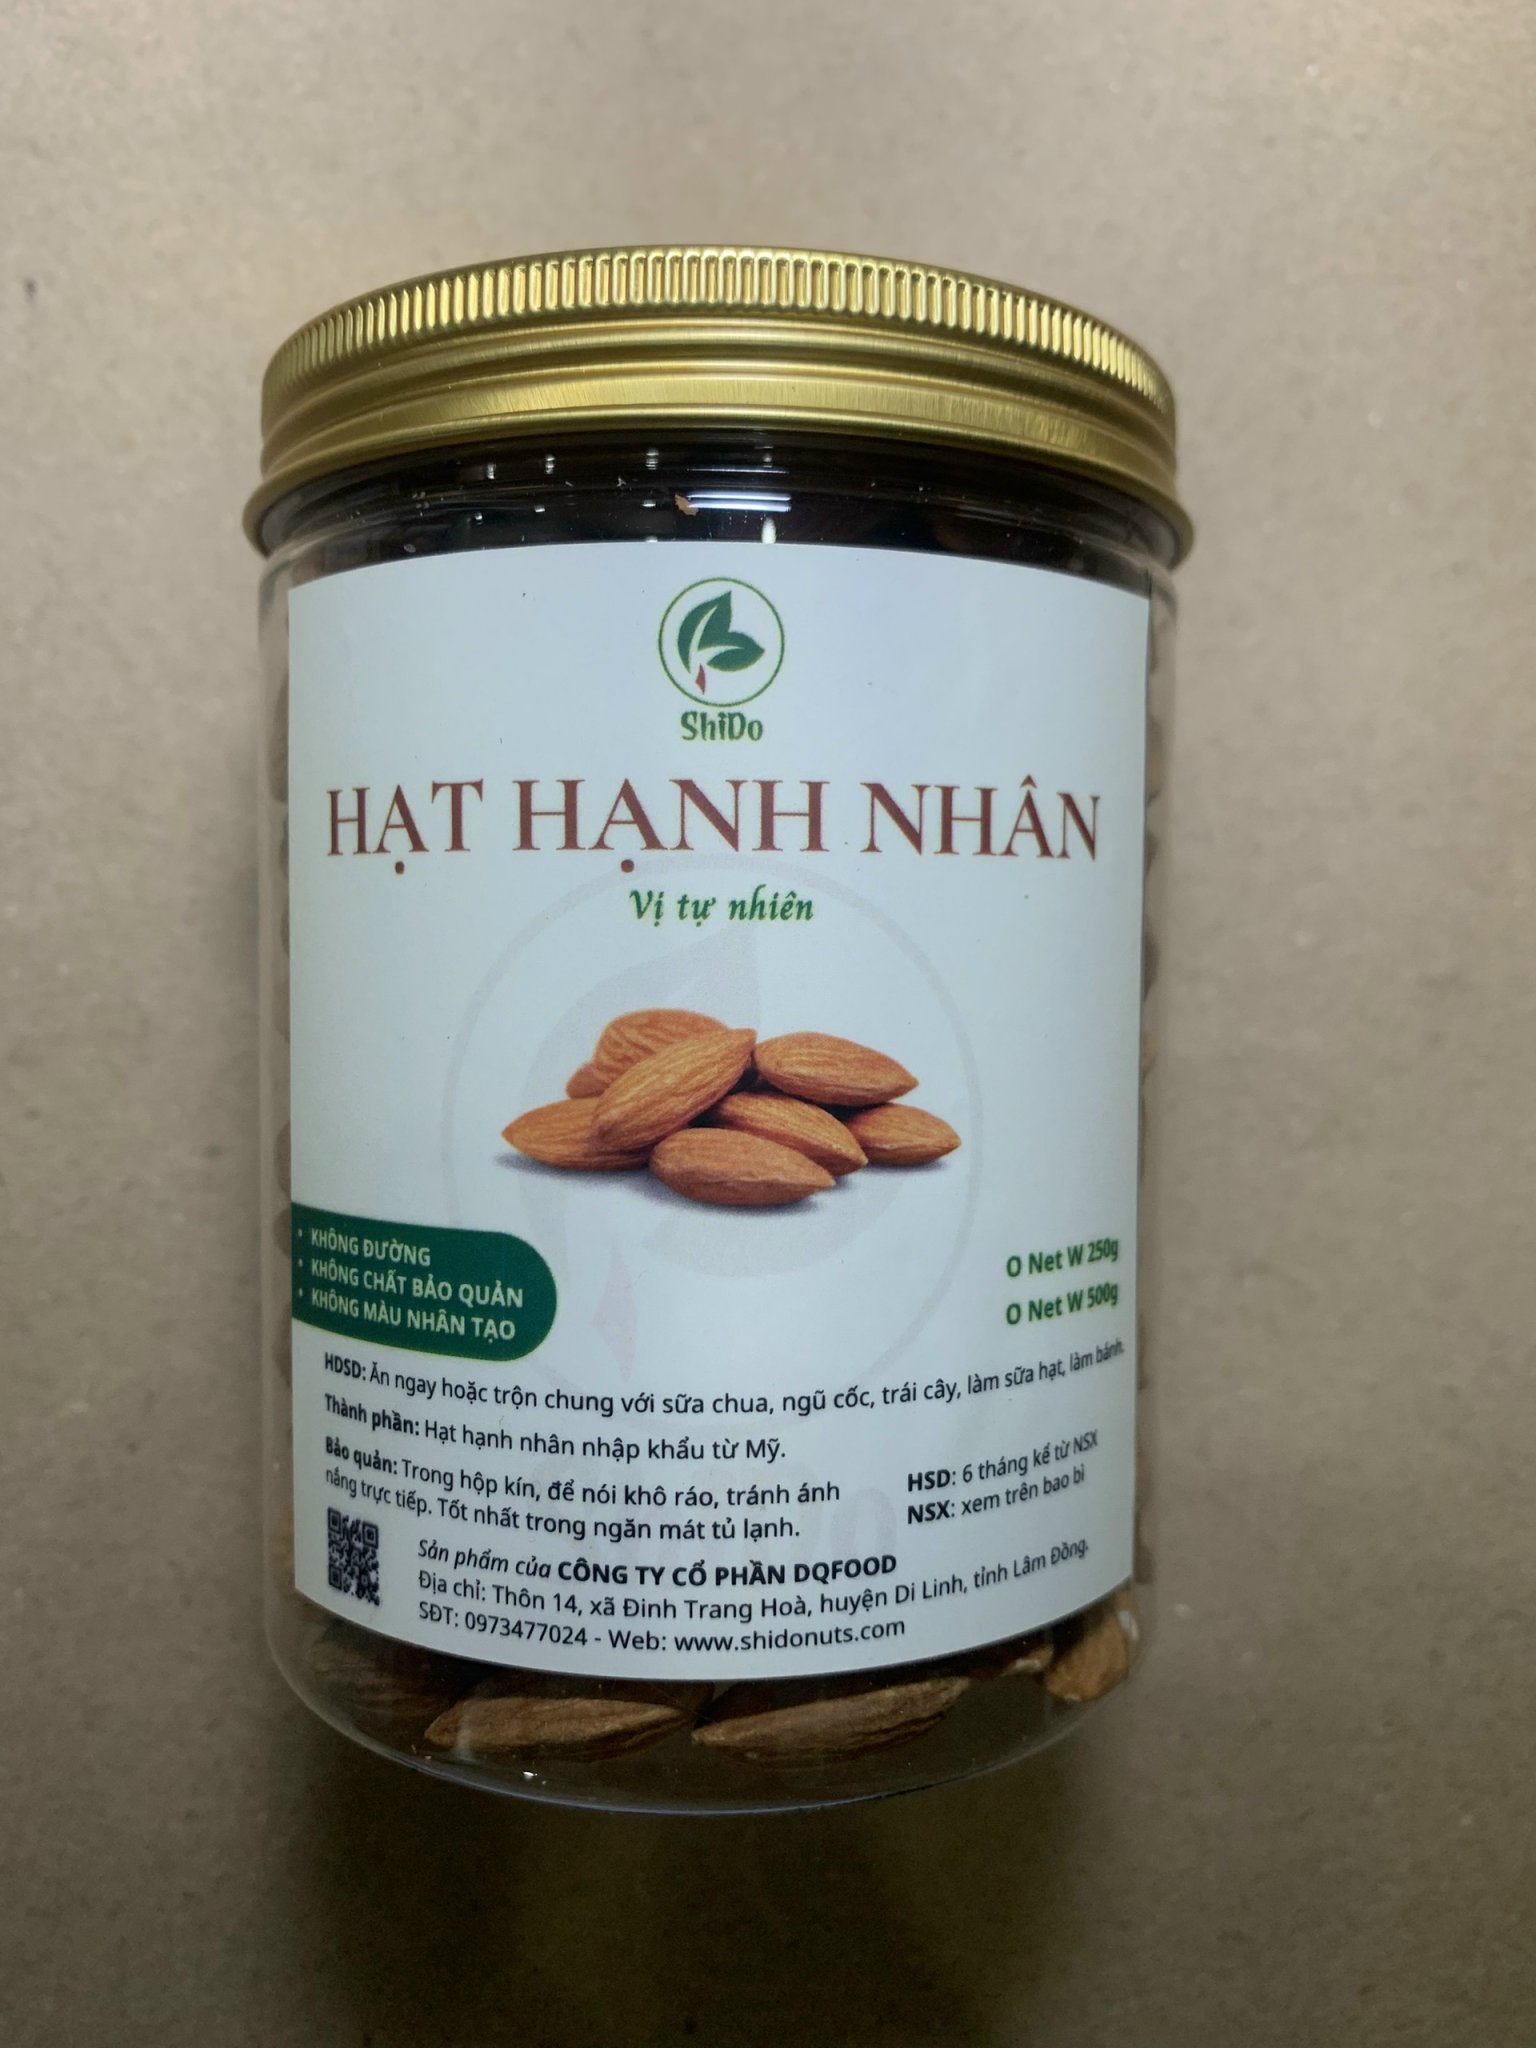 ShiDo
HẠT HẠNH NHÂN
Vị tự nhiên
• KHÔNG ĐƯỜNG
• KHÔNG CHẤT BẢO QUẢN
• KHÔNG MÀU NHÂN TẠO
O Net W 250g
O Net W 500g
HDSD: Ăn ngay hoặc trộn chung với sữa chua, ngũ cốc, trái cây, làm sữa hạt, làm bánh.
Thành phần: Hạt hạnh nhân nhập khẩu từ Mỹ.
Bảo quản: Trong hộp kín, để nói khô ráo, tránh ánh
nắng trực tiếp. Tốt nhất trong ngăn mát tủ lạnh.
HSD: 6 tháng kể từ NSX
NSX: xem trên bao bì
Sản phẩm của CÔNG TY CỔ PHẦN DQFOOD
Địa chỉ: Thôn 14, xã Đinh Trang Hoà, huyện Di Linh, tỉnh Lâm Đồng.
SĐT: 0973477024 - Web: www.shidonuts.com